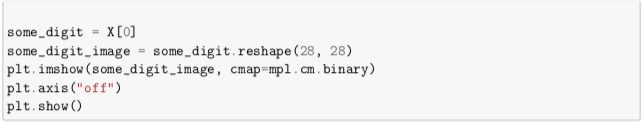 some_digit = X[0]
some_digit_image = some_digit.reshape(28, 28)
plt.imshow(some_digit_image, cmap=mpl.cm.binary)
plt.axis("off")
plt.show()